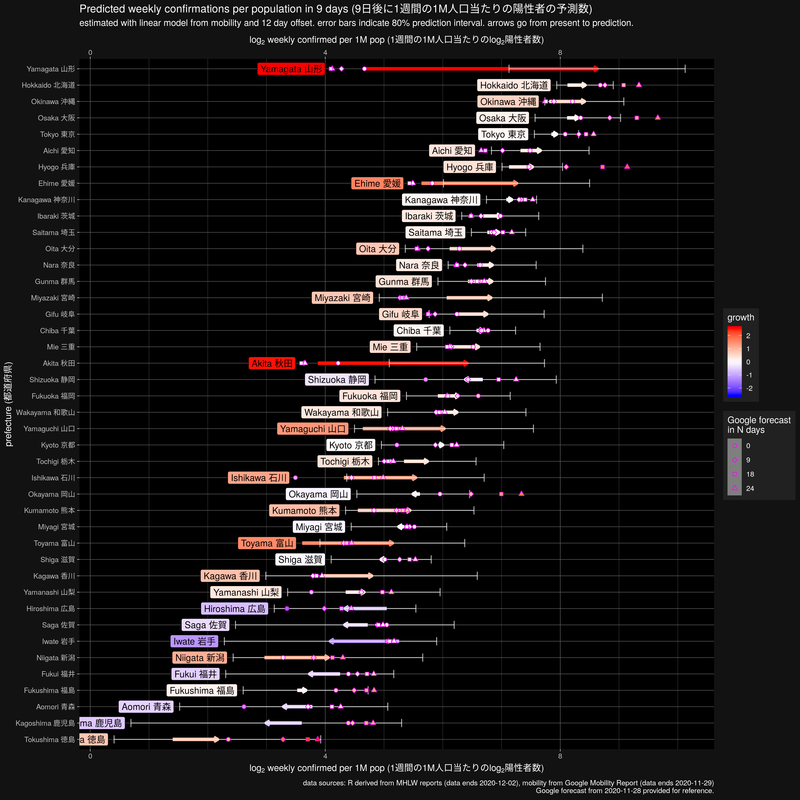 Predicted weekly confirmations per population in 9 days (9日後に1週間の1M人口当たりの陽性者の予測数)
estimated with linear model from mobility and 12 day offset. error bars indicate 80% prediction interval. arrows go from present to prediction.
log2 weekly confirmed per 1M pop (1週間の1M人口当たりのlog2陽性者数)
0 4 8
prefecture (都道府県)
Yamagata 山形 Yamagata 山形
Hokkaido 北海道 Hokkaido 北海道
Okinawa 沖縄 Okinawa 沖縄
Osaka 大阪 Osaka 大阪
Tokyo 東京 Tokyo 東京
Aichi 愛知 Aichi 愛知
Hyogo 兵庫 Hyogo 兵庫
Ehime 愛媛 Ehime 愛媛
Kanagawa 神奈川 Kanagawa 神奈川
Ibaraki 茨城 Ibaraki 茨城
Saitama 埼玉 Saitama 埼玉
Oita 大分 Oita 大分
Nara 奈良 Nara 奈良
Gunma 群馬 Gunma 群馬
Miyazaki 宮崎 Miyazaki 宮崎
Gifu 岐阜 Gifu 岐阜
Chiba 千葉 Chiba 千葉
Mie 三重 Mie 三重
Akita 秋田 Akita 秋田
Shizuoka 静岡 Shizuoka 静岡
Fukuoka 福岡 Fukuoka 福岡
Wakayama 和歌山 Wakayama 和歌山
Yamaguchi 山口 Yamaguchi 山口
Kyoto 京都 Kyoto 京都
Tochigi 栃木 Tochigi 栃木
Ishikawa 石川 Ishikawa 石川
Okayama 岡山 Okayama 岡山
Kumamoto 熊本 Kumamoto 熊本
Miyagi 宮城 Miyagi 宮城
Toyama 富山 Toyama 富山
Shiga 滋賀 Shiga 滋賀
Kagawa 香川 Kagawa 香川
Yamanashi 山梨 Yamanashi 山梨
Hiroshima 広島 Hiroshima 広島
Saga 佐賀 Saga 佐賀
Iwate 岩手 Iwate 岩手
Niigata 新潟 Niigata 新潟
Fukui 福井 Fukui 福井
Fukushima 福島 Fukushima 福島
Aomori 青森 Aomori 青森
Kagoshima 鹿児島 ma 鹿児島
Tokushima 徳島 a 徳島
0 4 8
log2 weekly confirmed per 1M pop (1週間の1M人口当たりのlog2陽性者数)
growth
2
1
0
-1
-2
Google forecast
in N days
0
9
18
24
data sources: R derived from MHLW reports (data ends 2020-12-02), mobility from Google Mobility Report (data ends 2020-11-29)
Google forecast from 2020-11-28 provided for reference.